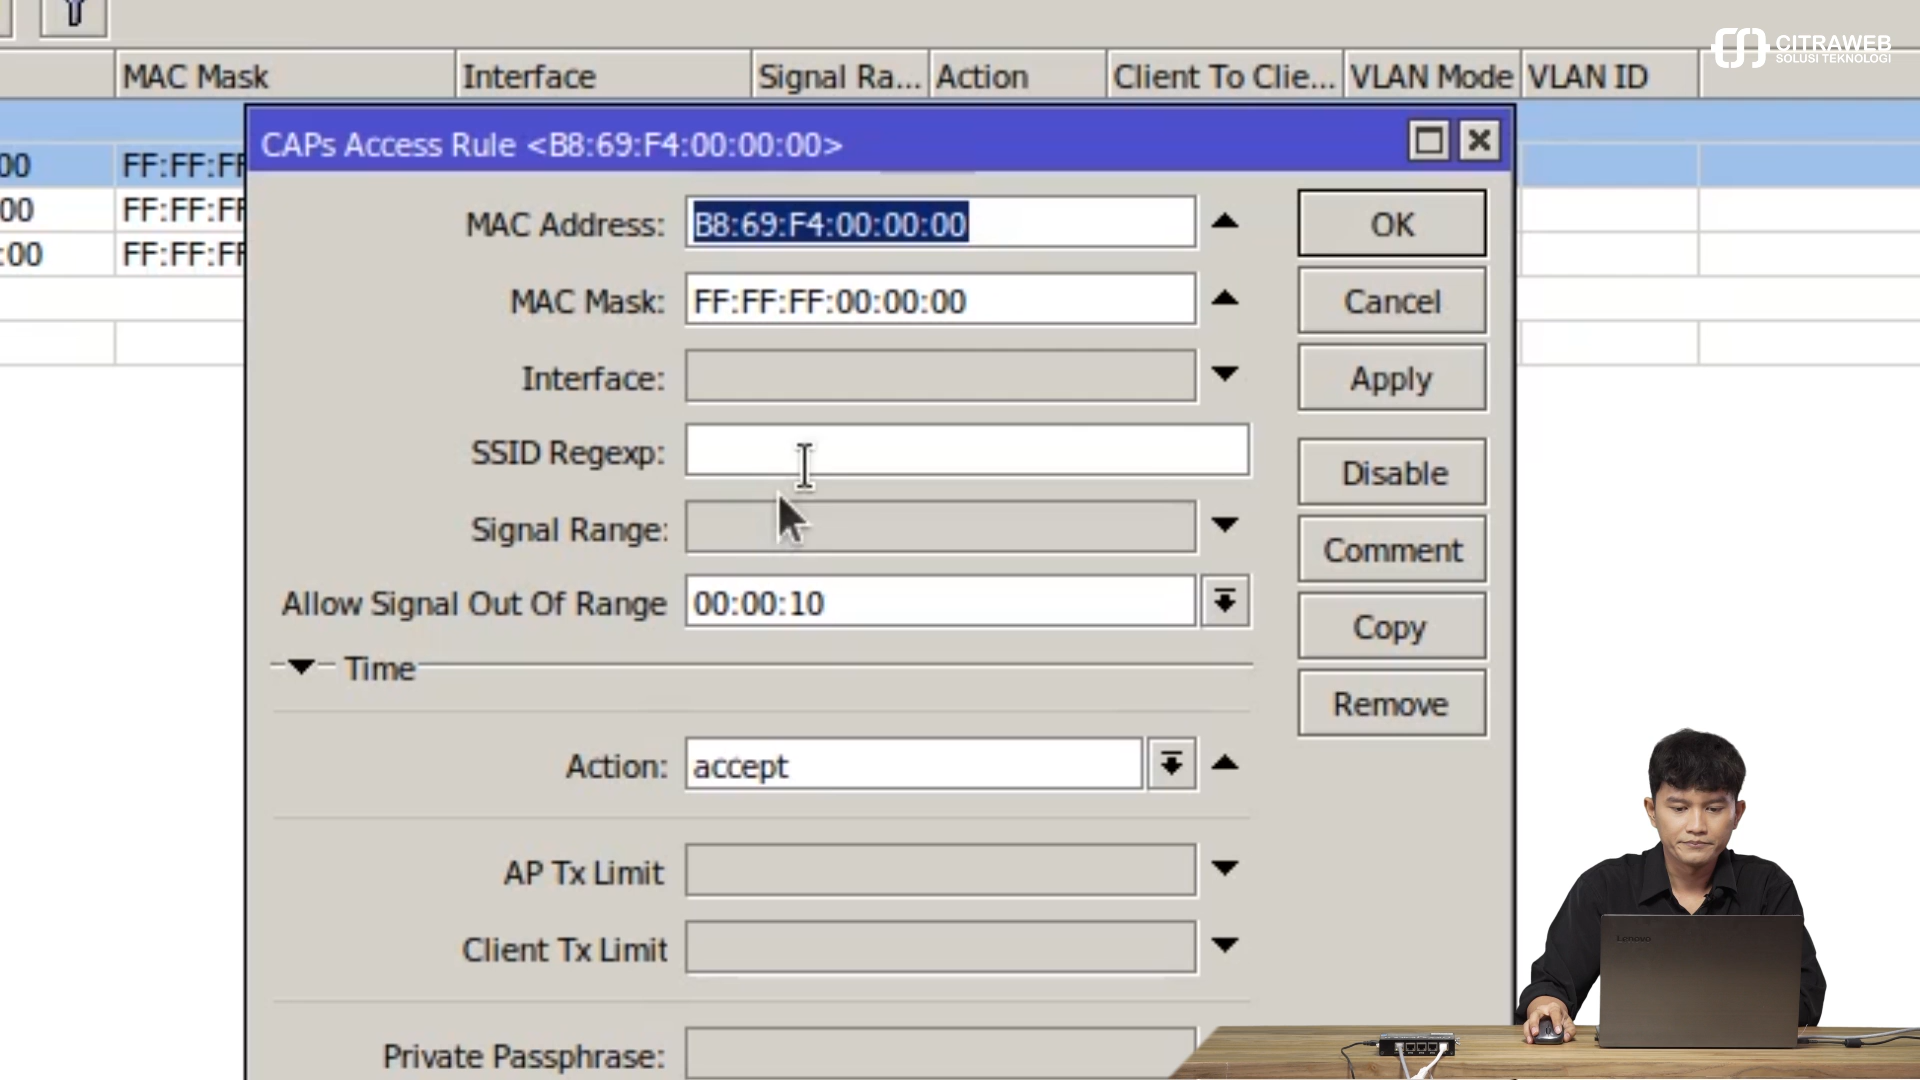 CITRAWEB
SOLUSI TEKNOLOGI
MAC Mask
Interface
Signal Ra...
Action
Client To Clie...
VLAN Mode
VLAN ID
CAPs Access Rule <B8:69:F4:00:00:00>
00 FF:FF:FF
00 FF:FF:FF
:00 FF:FF:FF
MAC Address: B8:69:F4:00:00:00
MAC Mask: FF:FF:FF:00:00:00
Interface:
SSID Regexp:
Signal Range:
Allow Signal Out Of Range 00:00:10
Time
Action: accept
AP Tx Limit
Client Tx Limit
Private Passphrase:
OK
Cancel
Apply
Disable
Comment
Copy
Remove
Lenovo